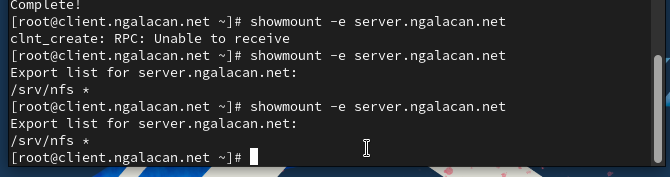 Complete!
[root@client.ngalacan.net ~]# showmount -e server.ngalacan.net
clnt_create: RPC: Unable to receive
[root@client.ngalacan.net ~]# showmount -e server.ngalacan.net
Export list for server.ngalacan.net:
/srv/nfs *
[root@client.ngalacan.net ~]# showmount -e server.ngalacan.net
Export list for server.ngalacan.net:
/srv/nfs *
[root@client.ngalacan.net ~]#